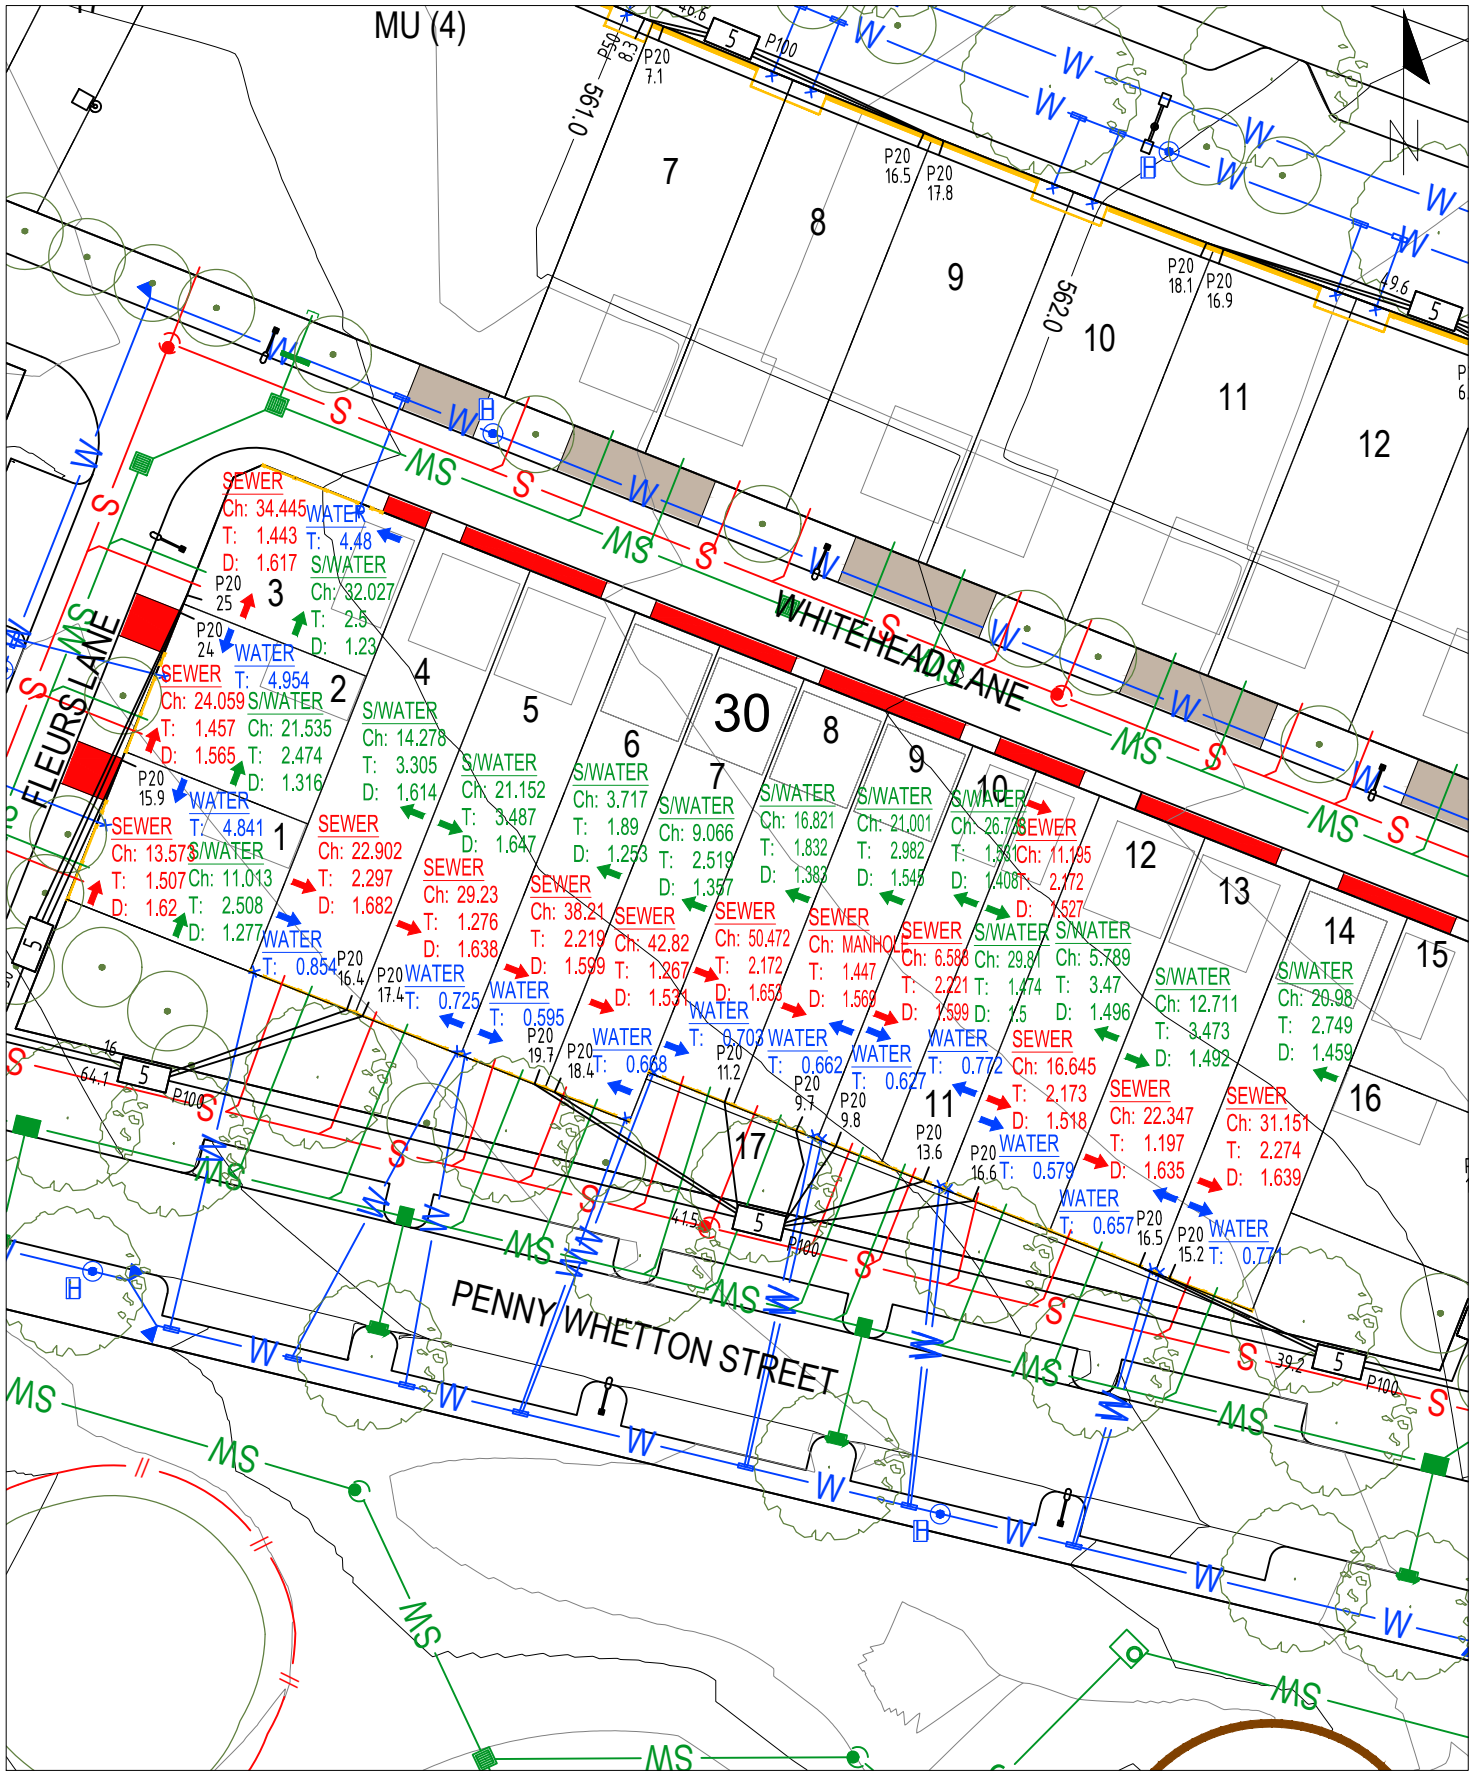 MU (4)
46.6
5
P100
P50
3.8
P20
7.1
561.0
W
W
W
W
W
W
W
7
8
P20
16.5
P20
17.8
9
562.0
10
P20
18.1
P20
16.9
49.6
5
H
N
11
12
W
W
S
H
W
SW
S
W
SW
S
W
W
W
W
SEWER
Ch: 34.445
T: 1.443
D: 1.617
WATER
T: 4.48
S/WATER
Ch: 32.027
T: 2.5
D: 1.23
3
P20
25
P20
24
WATER
T: 4.954
SEWER
Ch: 24.059
T: 1.457
D: 1.565
S/WATER
Ch: 21.535
T: 2.474
D: 1.316
2
P20
15.9
WATER
T: 4.841
SEWER
Ch: 13.573
T: 1.507
D: 1.62
S/WATER
Ch: 11.013
T: 2.508
D: 1.277
1
FLEURS LANE
WHITEHEAD LANE
4
S/WATER
Ch: 14.278
T: 3.305
D: 1.614
SEWER
Ch: 22.902
T: 2.297
D: 1.682
WATER
T: 0.854
5
S/WATER
Ch: 21.152
T: 3.487
D: 1.647
SEWER
Ch: 29.23
T: 1.276
D: 1.638
WATER
T: 0.725
6
S/WATER
Ch: 3.717
T: 1.89
D: 1.253
SEWER
Ch: 38.21
T: 2.219
D: 1.599
WATER
T: 0.595
30
7
S/WATER
Ch: 9.066
T: 2.519
D: 1.357
SEWER
Ch: 42.82
T: 1.267
D: 1.531
WATER
T: 0.668
8
S/WATER
Ch: 16.821
T: 1.832
D: 1.383
SEWER
Ch: 50.472
T: 2.172
D: 1.653
WATER
T: 0.703
9
S/WATER
Ch: 21.001
T: 2.982
D: 1.545
SEWER
Ch: MANHOLE
T: 1.447
D: 1.569
WATER
T: 0.662
10
S/WATER
SEWER
Ch: 6.588
T: 2.221
D: 1.599
WATER
T: 0.627
SEWER
Ch: 11.195
T: 2.172
D: 1.527
S/WATER
Ch: 29.81
T: 1.474
D: 1.5
WATER
T: 0.772
11
12
S/WATER
Ch: 5.789
T: 3.47
D: 1.496
SEWER
Ch: 16.645
T: 2.173
D: 1.518
WATER
T: 0.579
13
S/WATER
Ch: 12.711
T: 3.473
D: 1.492
SEWER
Ch: 22.347
T: 1.197
D: 1.635
WATER
T: 0.657
14
S/WATER
Ch: 20.98
T: 2.749
D: 1.459
SEWER
Ch: 31.151
T: 2.274
D: 1.639
WATER
T: 0.771
15
16
17
P20
16.4
P20
17.4
P20
19.7
P20
18.4
P20
11.2
P20
9.7
P20
9.8
P20
13.6
P20
16.6
P20
16.5
P20
15.2
5
16
64.1
5
P100
41.5
5
P100
39.2
5
P100
PENNY WHETTON STREET
H
W
W
W
W
W
H
W
W
SW
SW
SW
SW
SW